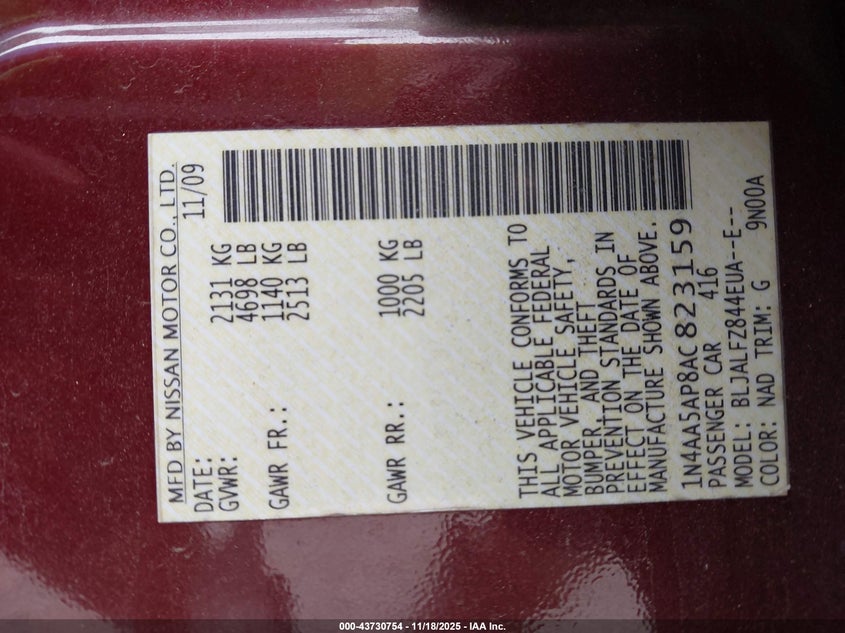 MFD BY NISSAN MOTOR CO., LTD.
DATE: 11/09
GVWR: 2131 KG
4698 LB
GAWR FR.: 1140 KG
2513 LB
GAWR RR.: 1000 KG
2205 LB
THIS VEHICLE CONFORMS TO
ALL APPLICABLE FEDERAL
MOTOR VEHICLE SAFETY,
BUMPER, AND THEFT
PREVENTION STANDARDS IN
EFFECT ON THE DATE OF
MANUFACTURE SHOWN ABOVE.
1N4AA5AP8AC823159
PASSENGER CAR 416
MODEL: BLJALFZ844EUA--E--
COLOR: NAD TRIM: G 9N00A
000-43730754 - 11/18/2025 - IAA Inc.